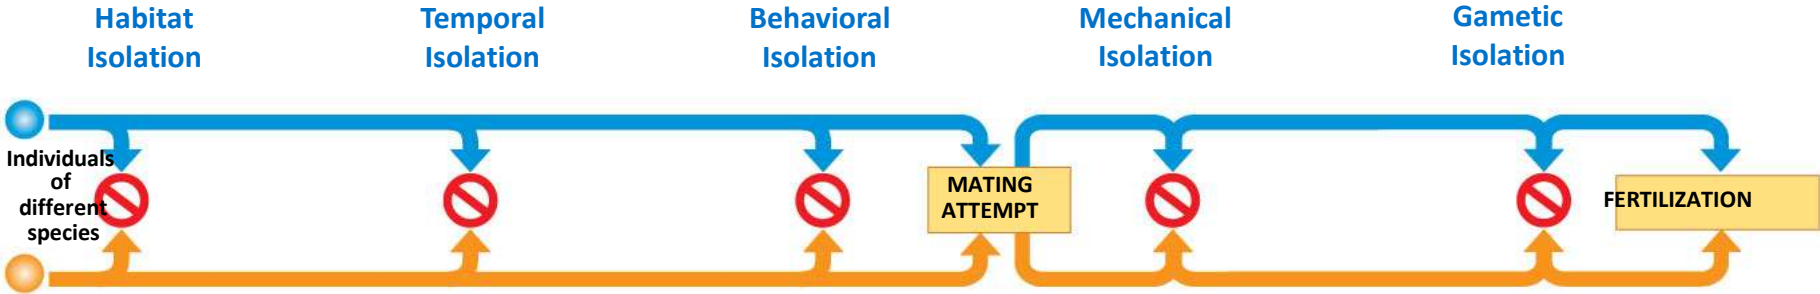 Habitat
Isolation
Temporal
Isolation
Behavioral
Isolation
Mechanical
Isolation
Gametic
Isolation
Individuals
of
different
species
MATING
ATTEMPT
FERTILIZATION